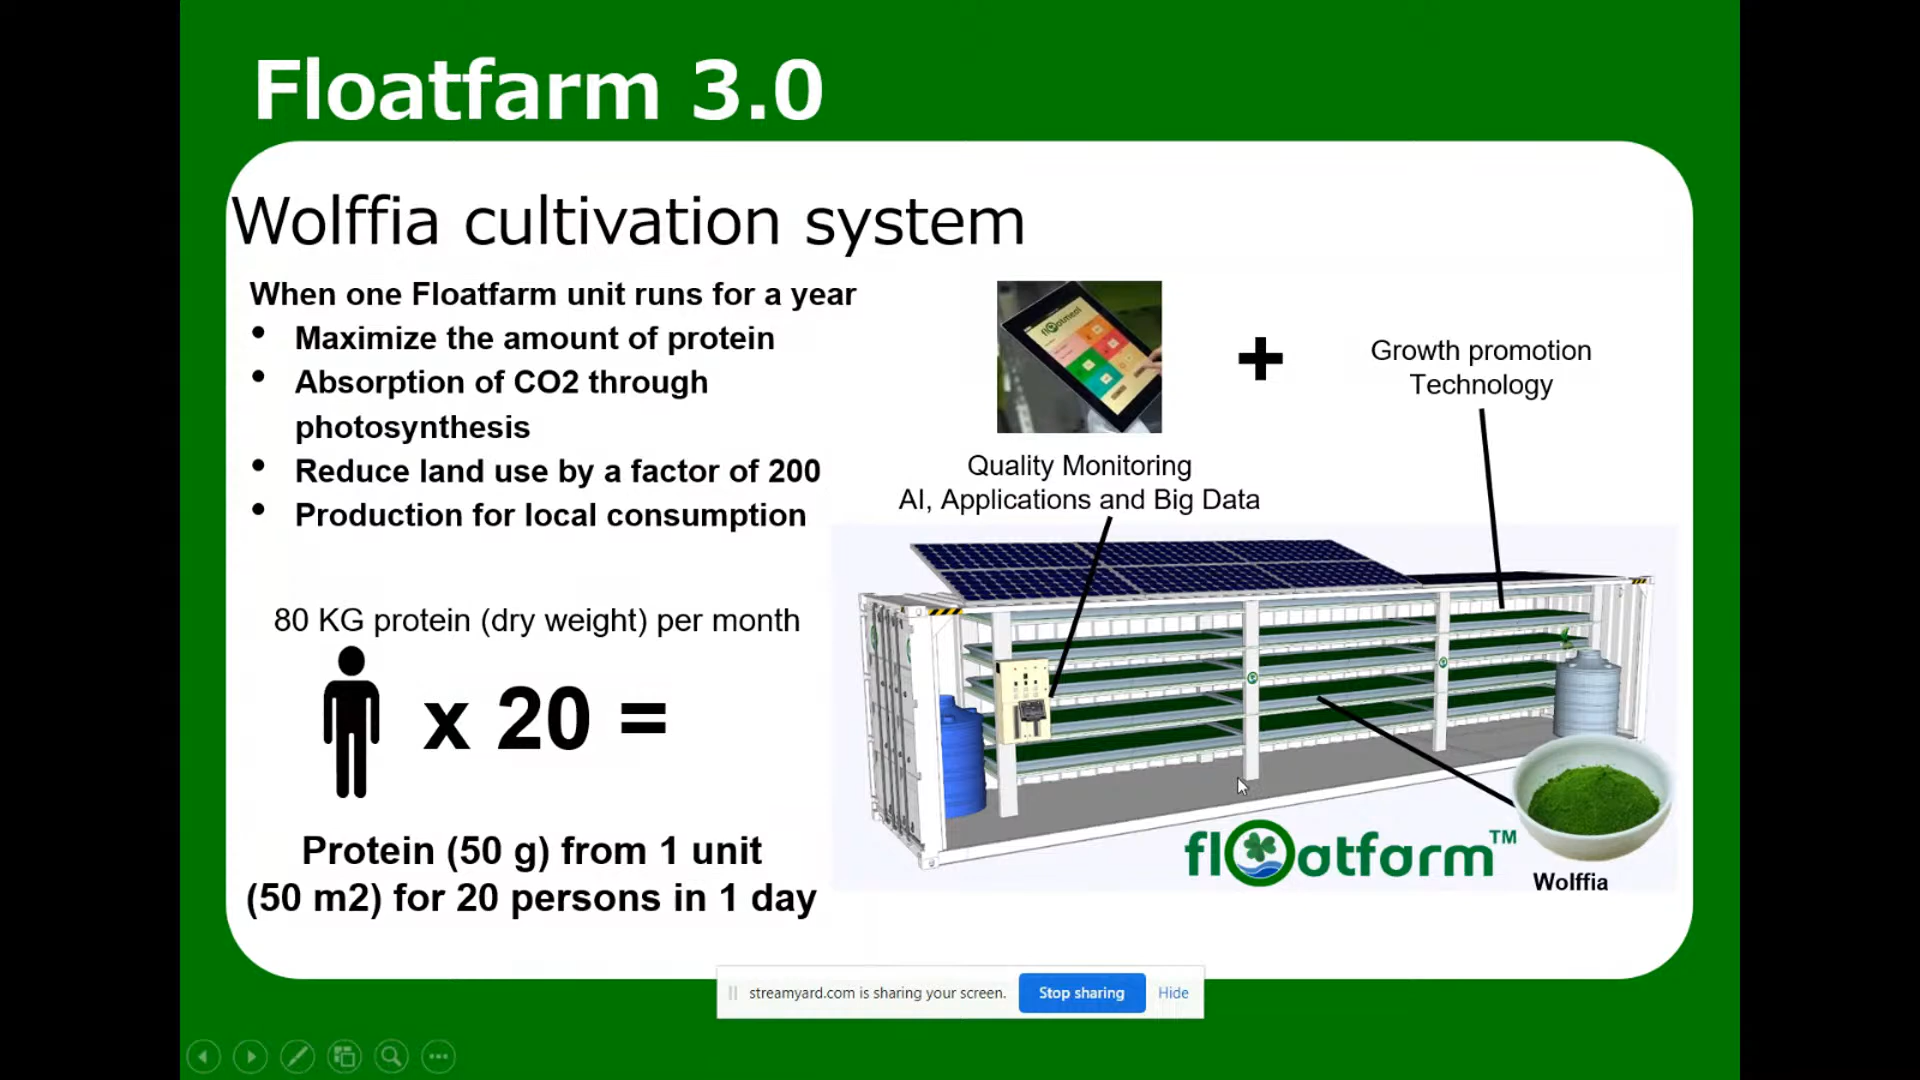 Floatfarm 3.0
Wolffia cultivation system
When one Floatfarm unit runs for a year
• Maximize the amount of protein
• Absorption of CO2 through
photosynthesis
• Reduce land use by a factor of 200
• Production for local consumption
80 KG protein (dry weight) per month
x 20 =
Protein (50 g) from 1 unit
(50 m2) for 20 persons in 1 day
+
Growth promotion
Technology
Quality Monitoring
AI, Applications and Big Data
floatfarm™
Wolffia
streamyard.com is sharing your screen.
Stop sharing
Hide